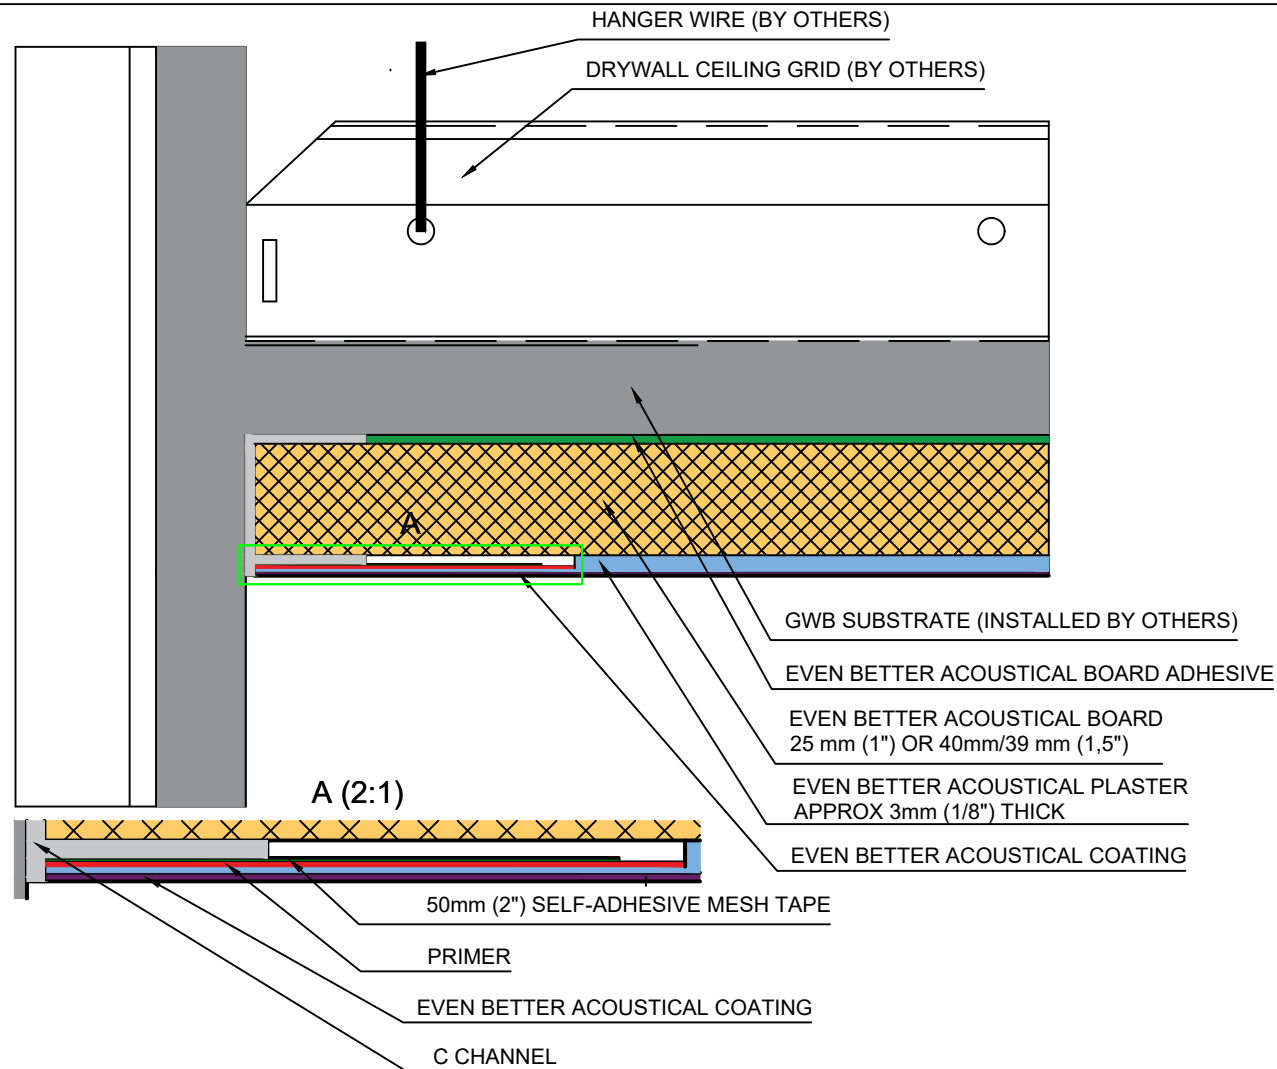 HANGER WIRE (BY OTHERS)
DRYWALL CEILING GRID (BY OTHERS)
A
GWB SUBSTRATE (INSTALLED BY OTHERS)
EVEN BETTER ACOUSTICAL BOARD ADHESIVE
EVEN BETTER ACOUSTICAL BOARD
25 mm (1") OR 40mm/39 mm (1,5")
EVEN BETTER ACOUSTICAL PLASTER
APPROX 3mm (1/8") THICK
EVEN BETTER ACOUSTICAL COATING
A (2:1)
50mm (2") SELF-ADHESIVE MESH TAPE
PRIMER
EVEN BETTER ACOUSTICAL COATING
C CHANNEL